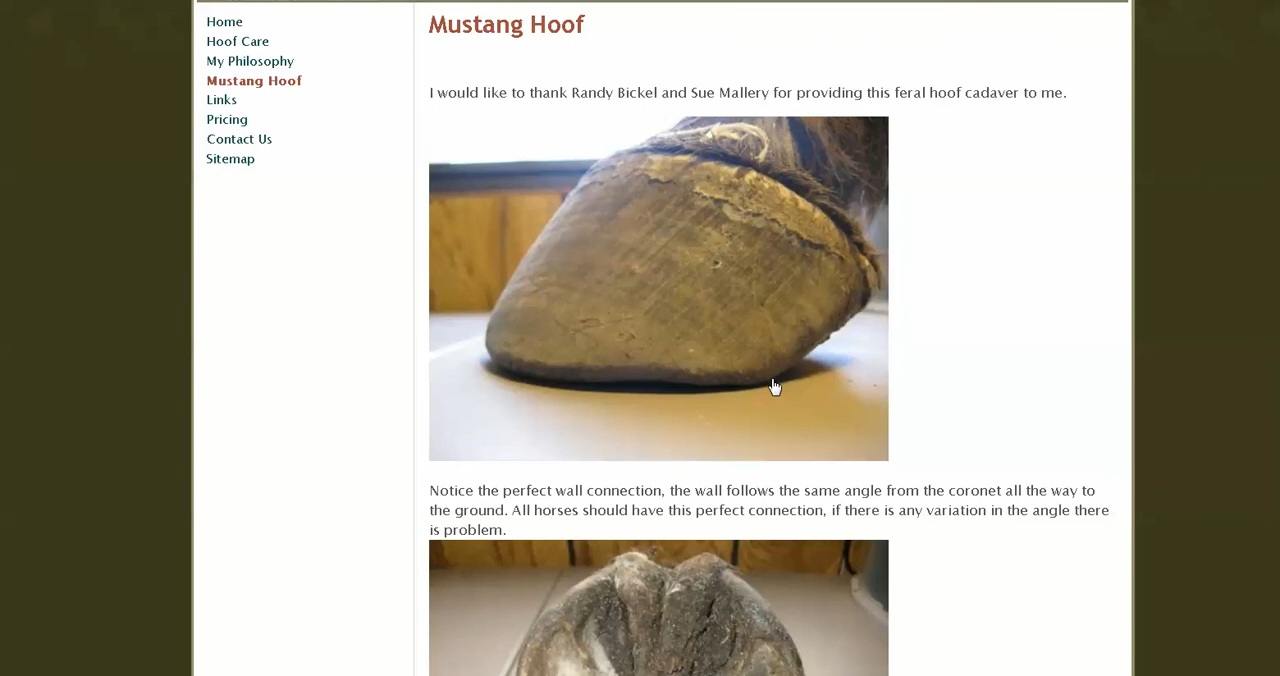 Home
Hoof Care
My Philosophy
Mustang Hoof
Links
Pricing
Contact Us
Sitemap
Mustang Hoof
I would like to thank Randy Bickel and Sue Mallery for providing this feral hoof cadaver to me.
Notice the perfect wall connection, the wall follows the same angle from the coronet all the way to
the ground. All horses should have this perfect connection, if there is any variation in the angle there
is problem.